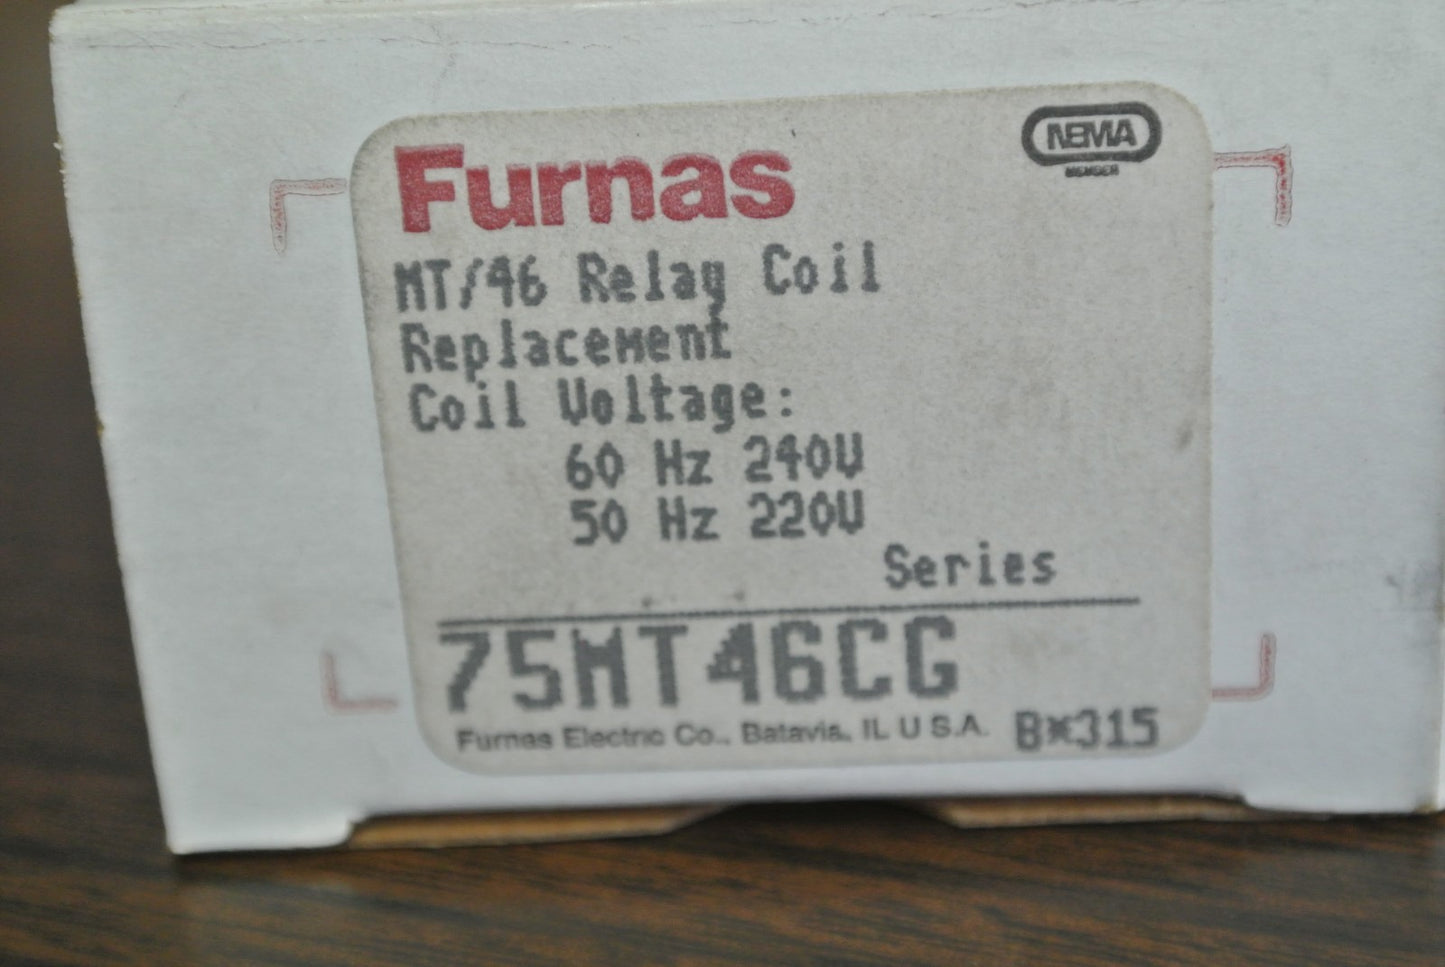 Furnas
NEMA
MEMBER
MT/46 Relay Coil
Replacement
Coil Voltage:
60 Hz 240V
50 Hz 220V
Series
75MT46CG
Furnas Electric Co., Batavia, IL U S.A.
B*315